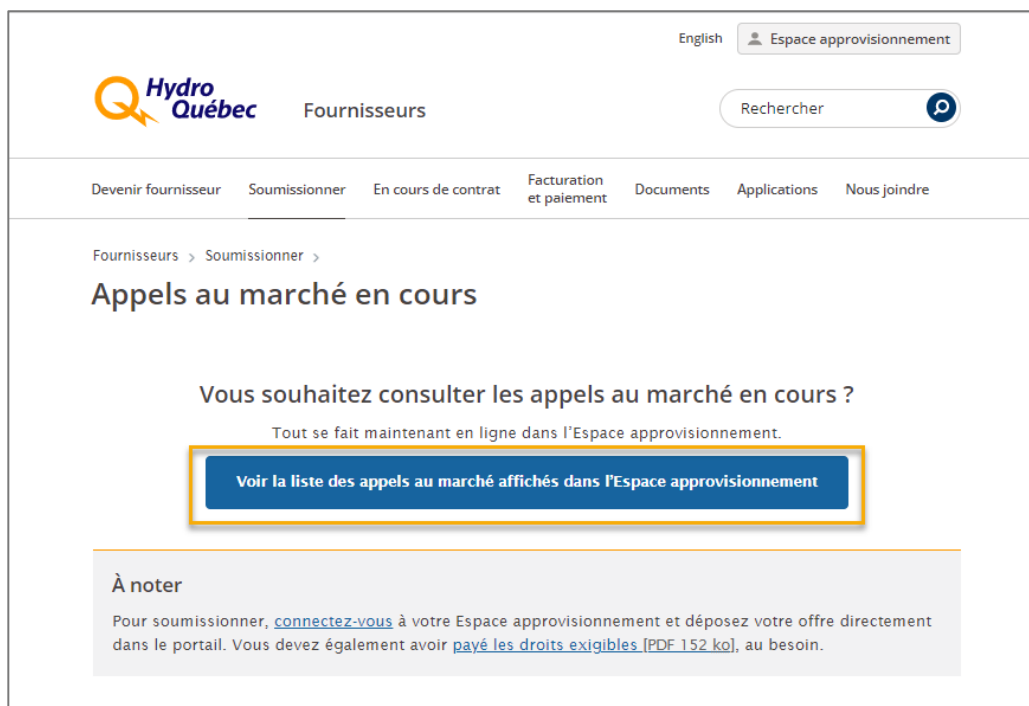 English
Espace approvisionnement
Hydro
Québec
Fournisseurs
Rechercher
Devenir fournisseur
Soumissionner
En cours de contrat
Facturation
et paiement
Documents
Applications
Nous joindre
Fournisseurs > Soumissionner >
Appels au marché en cours
Vous souhaitez consulter les appels au marché en cours ?
Tout se fait maintenant en ligne dans l'Espace approvisionnement.
Voir la liste des appels au marché affichés dans l'Espace approvisionnement
À noter
Pour soumissionner, connectez-vous à votre Espace approvisionnement et déposez votre offre directement
dans le portail. Vous devez également avoir payé les droits exigibles [PDF 152 ko], au besoin.